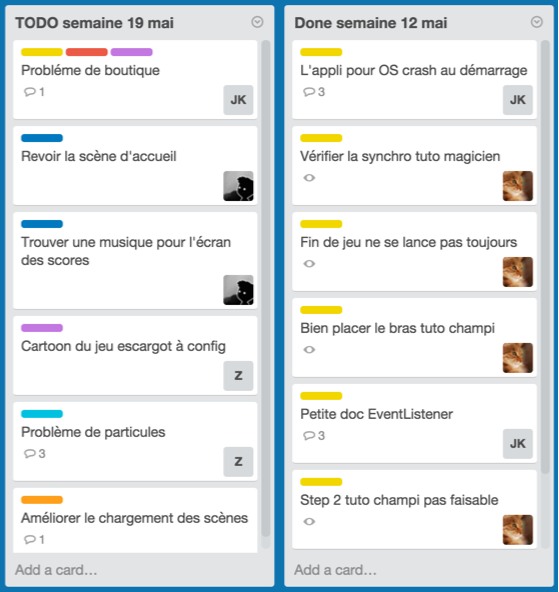 TODO semaine 19 mai
Probléme de boutique
1
JK
Revoir la scène d'accueil
Trouver une musique pour l'écran
des scores
Cartoon du jeu escargot à config
Z
Problème de particules
3
Z
Améliorer le chargement des scènes
1
Add a card…
Done semaine 12 mai
L'appli pour OS crash au démarrage
3
JK
Vérifier la synchro tuto magicien
Fin de jeu ne se lance pas toujours
Bien placer le bras tuto champi
Petite doc EventListener
3
JK
Step 2 tuto champi pas faisable
Add a card…